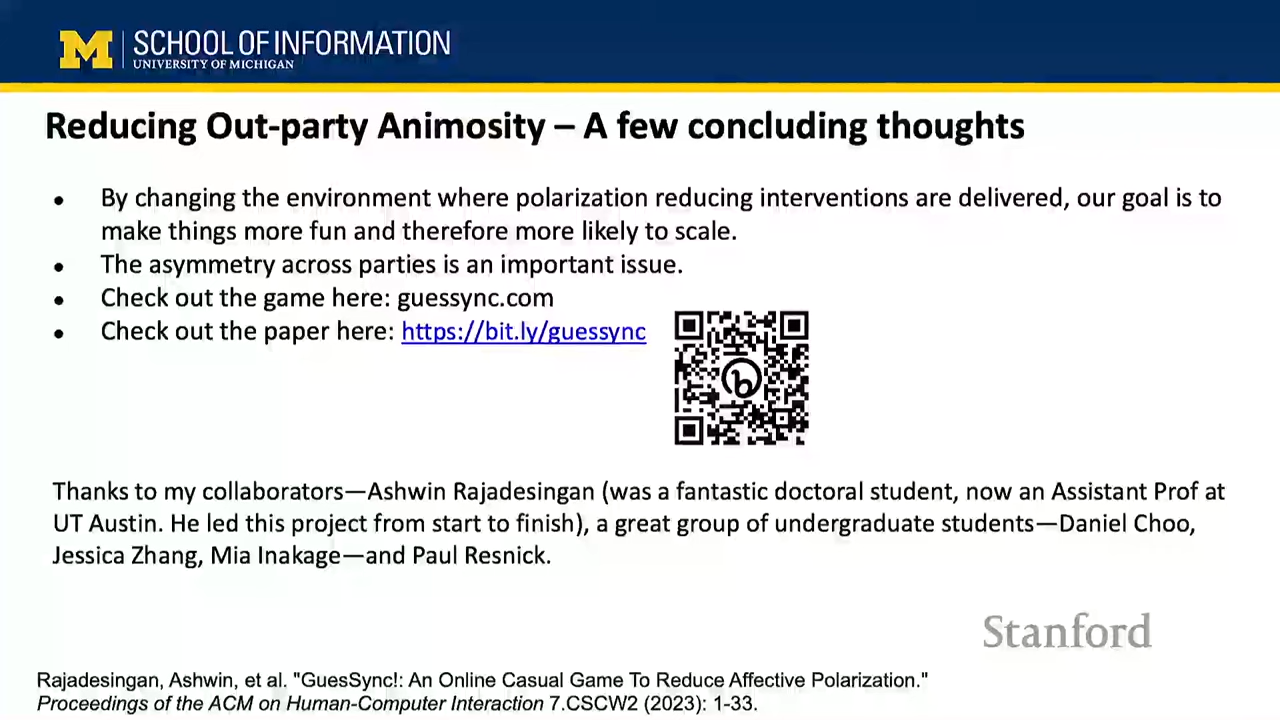 M SCHOOL OF INFORMATION
UNIVERSITY OF MICHIGAN
Reducing Out-party Animosity – A few concluding thoughts
• By changing the environment where polarization reducing interventions are delivered, our goal is to
make things more fun and therefore more likely to scale.
• The asymmetry across parties is an important issue.
• Check out the game here: guessync.com
• Check out the paper here: https://bit.ly/guessync
Thanks to my collaborators—Ashwin Rajadesingan (was a fantastic doctoral student, now an Assistant Prof at
UT Austin. He led this project from start to finish), a great group of undergraduate students—Daniel Choo,
Jessica Zhang, Mia Inakage—and Paul Resnick.
Stanford
Rajadesingan, Ashwin, et al. "GuesSync!: An Online Casual Game To Reduce Affective Polarization."
Proceedings of the ACM on Human-Computer Interaction 7.CSCW2 (2023): 1-33.